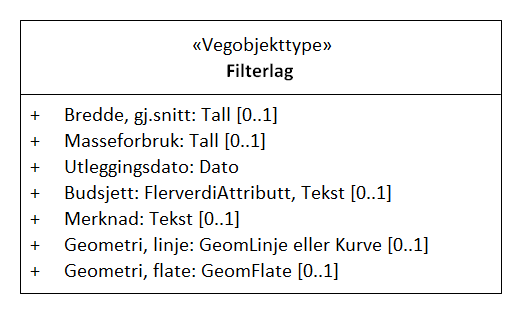 «Vegobjekttype»
Filterlag
+ Bredde, gj.snitt: Tall [0..1]
+ Masseforbruk: Tall [0..1]
+ Utleggingsdato: Dato
+ Budsjett: FlerverdiAttributt, Tekst [0..1]
+ Merknad: Tekst [0..1]
+ Geometri, linje: GeomLinje eller Kurve [0..1]
+ Geometri, flate: GeomFlate [0..1]